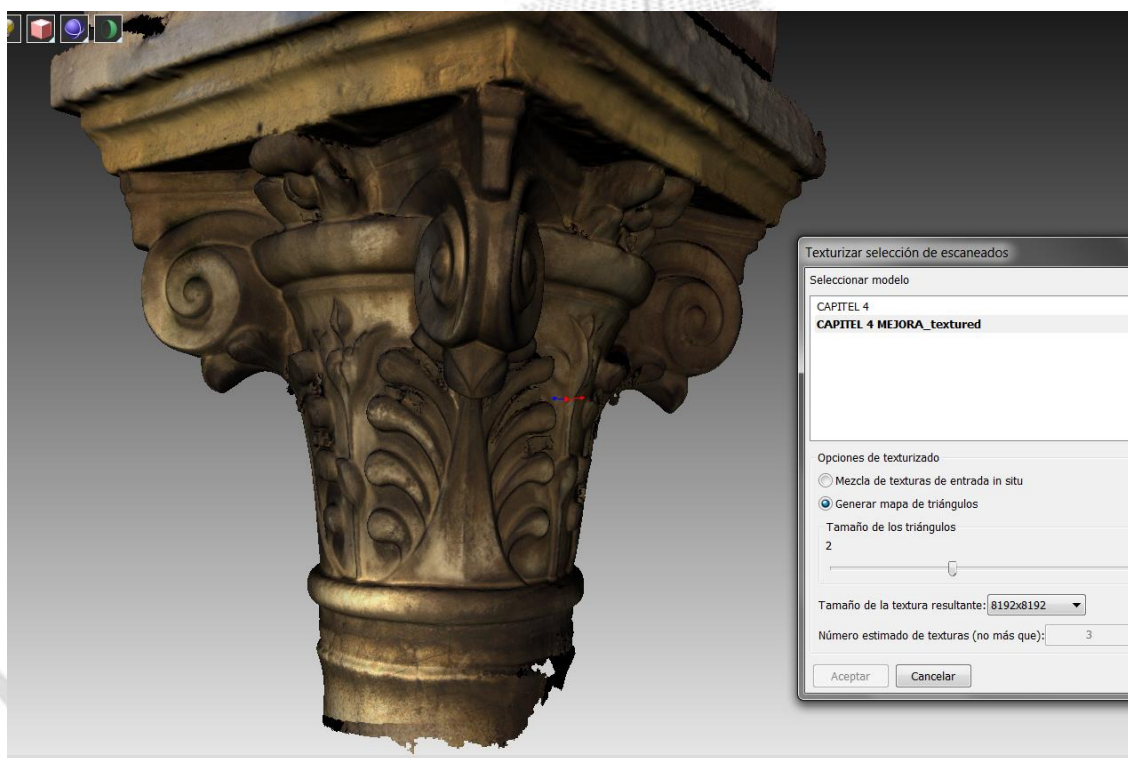 Texturizar selección de escaneados
Seleccionar modelo
CAPITEL 4
CAPITEL 4 MEJORA_textured
Opciones de texturizado
Mezcla de texturas de entrada in situ
Generar mapa de triángulos
Tamaño de los triángulos
2
Tamaño de la textura resultante: 8192x8192
Número estimado de texturas (no más que): 3
Aceptar Cancelar